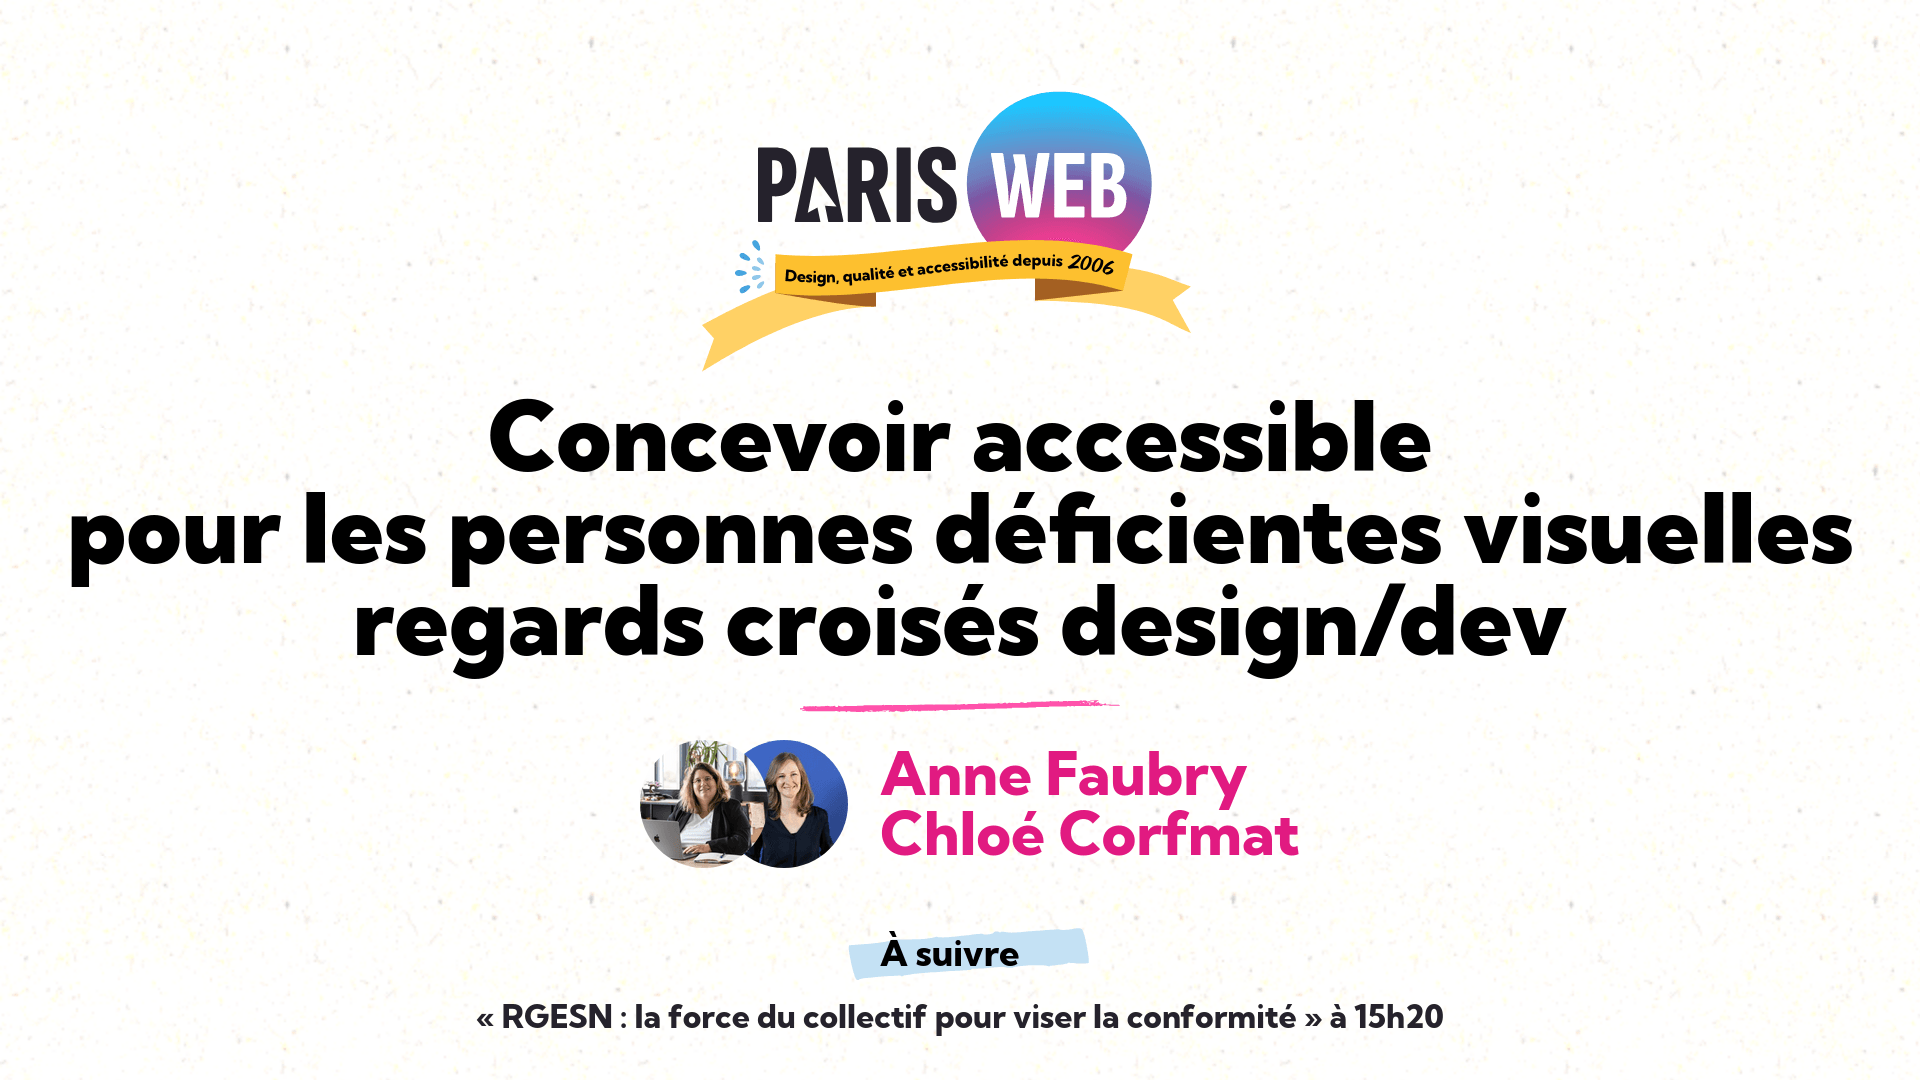 PARIS WEB
Design, qualité et accessibilité depuis 2006
Concevoir accessible
pour les personnes déficientes visuelles
regards croisés design/dev
Anne Faubry
Chloé Corfmat
À suivre
« RGESN : la force du collectif pour viser la conformité » à 15h20